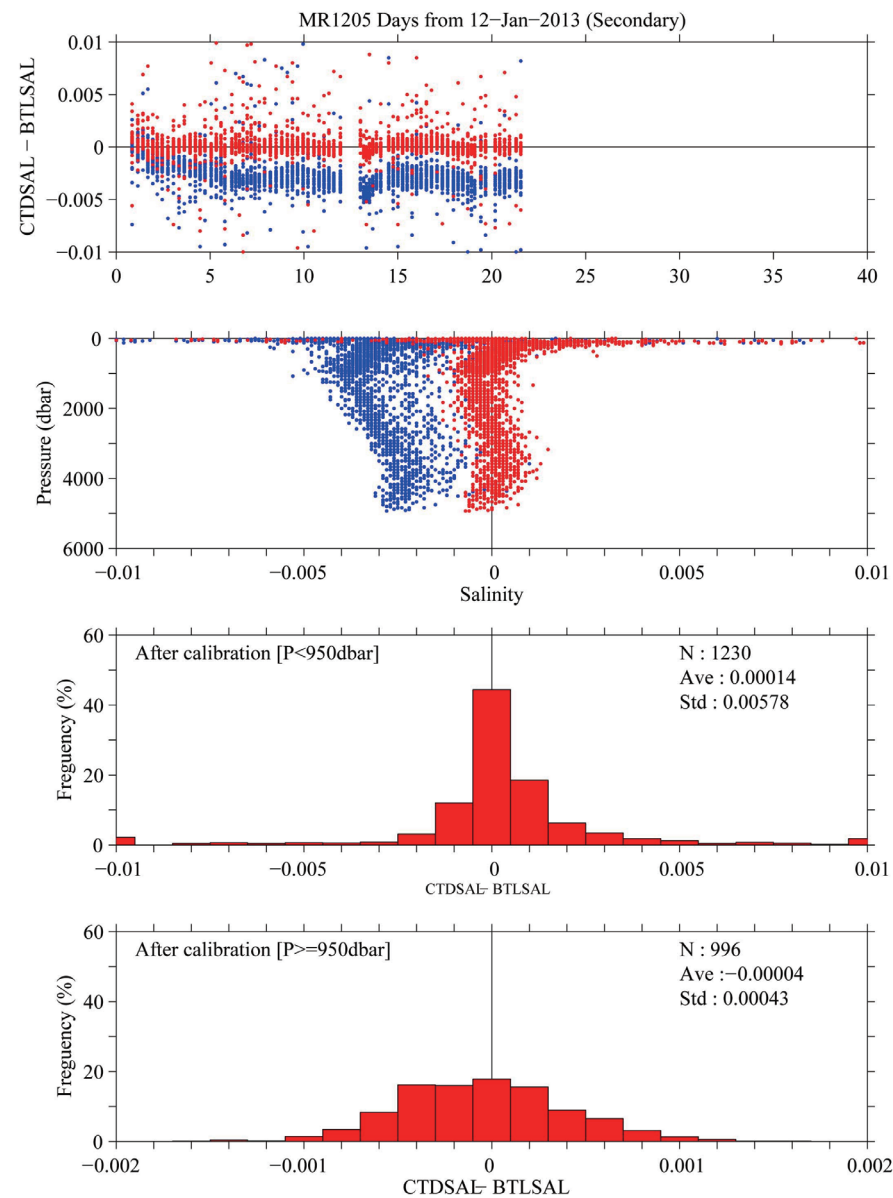 MR1205 Days from 12−Jan−2013 (Secondary)
CTDSAL − BTLSAL
0.01
0.005
0
−0.005
−0.01
0 5 10 15 20 25 30 35 40
Pressure (dbar)
0
2000
4000
6000
−0.01 −0.005 0 0.005 0.01
Salinity
Freguency (%)
60
40
20
0
After calibration [P<950dbar]
N : 1230
Ave : 0.00014
Std : 0.00578
−0.01 −0.005 0 0.005 0.01
CTDSAL− BTLSAL
Freguency (%)
60
40
20
0
After calibration [P>=950dbar]
N : 996
Ave :−0.00004
Std : 0.00043
−0.002 −0.001 0 0.001 0.002
CTDSAL− BTLSAL